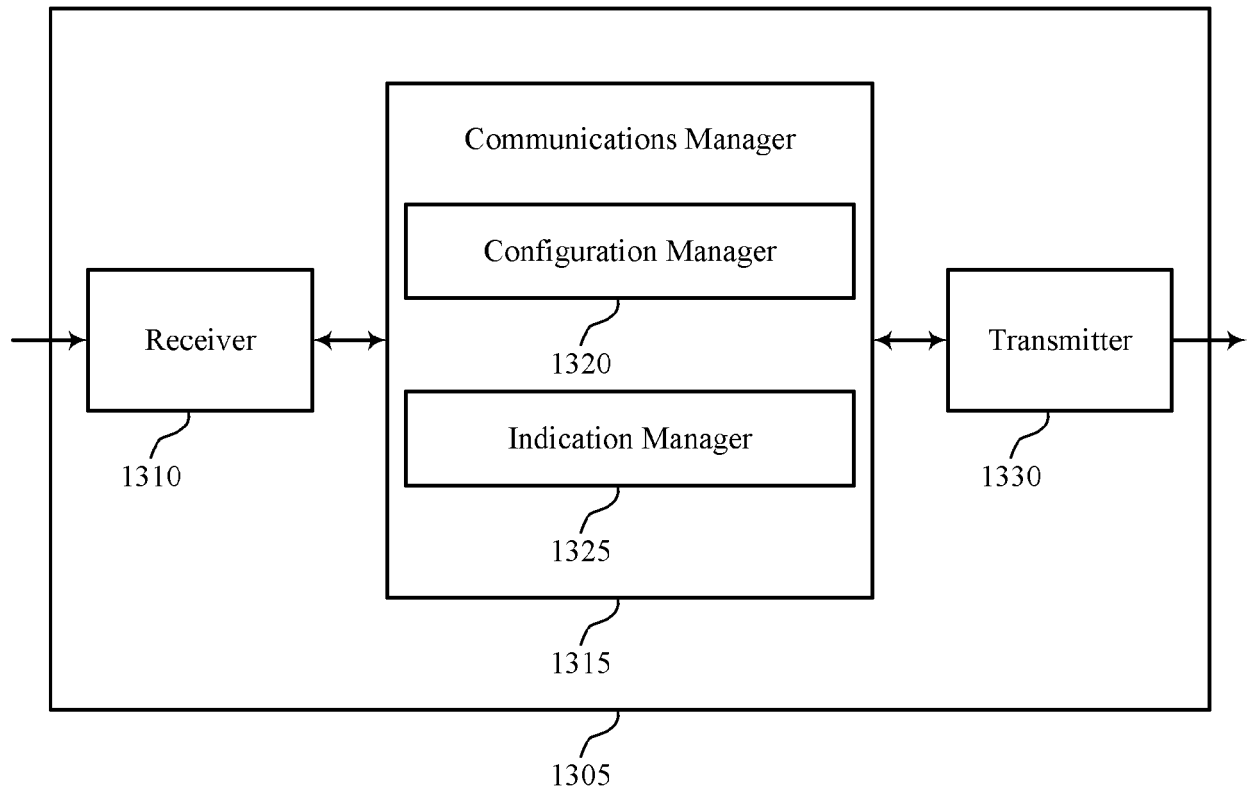 Communications Manager
Configuration Manager
1320
Receiver
1310
Transmitter
1330
Indication Manager
1325
1315
1305